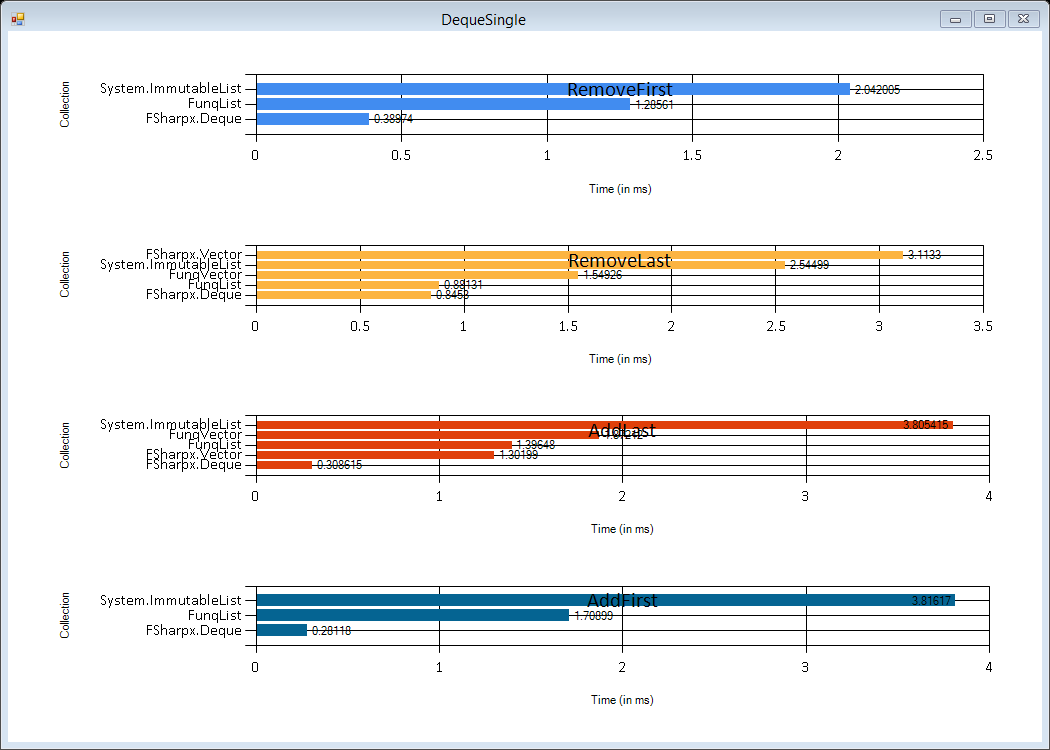 DequeSingle
Collection
RemoveFirst
System.ImmutableList 2.042005
FunqList 1.28561
FSharpx.Deque 0.38974
0 0.5 1 1.5 2 2.5
Time (in ms)
Collection
RemoveLast
FSharpx.Vector 3.1133
System.ImmutableList 2.54499
FunqVector 1.54926
FunqList 0.88131
FSharpx.Deque 0.8453
0 0.5 1 1.5 2 2.5 3 3.5
Time (in ms)
Collection
AddLast
System.ImmutableList 3.805415
FunqVector
FunqList 1.39648
FSharpx.Vector 1.30199
FSharpx.Deque 0.308615
0 1 2 3 4
Time (in ms)
Collection
AddFirst
System.ImmutableList 3.81617
FunqList 1.70899
FSharpx.Deque 0.28118
0 1 2 3 4
Time (in ms)